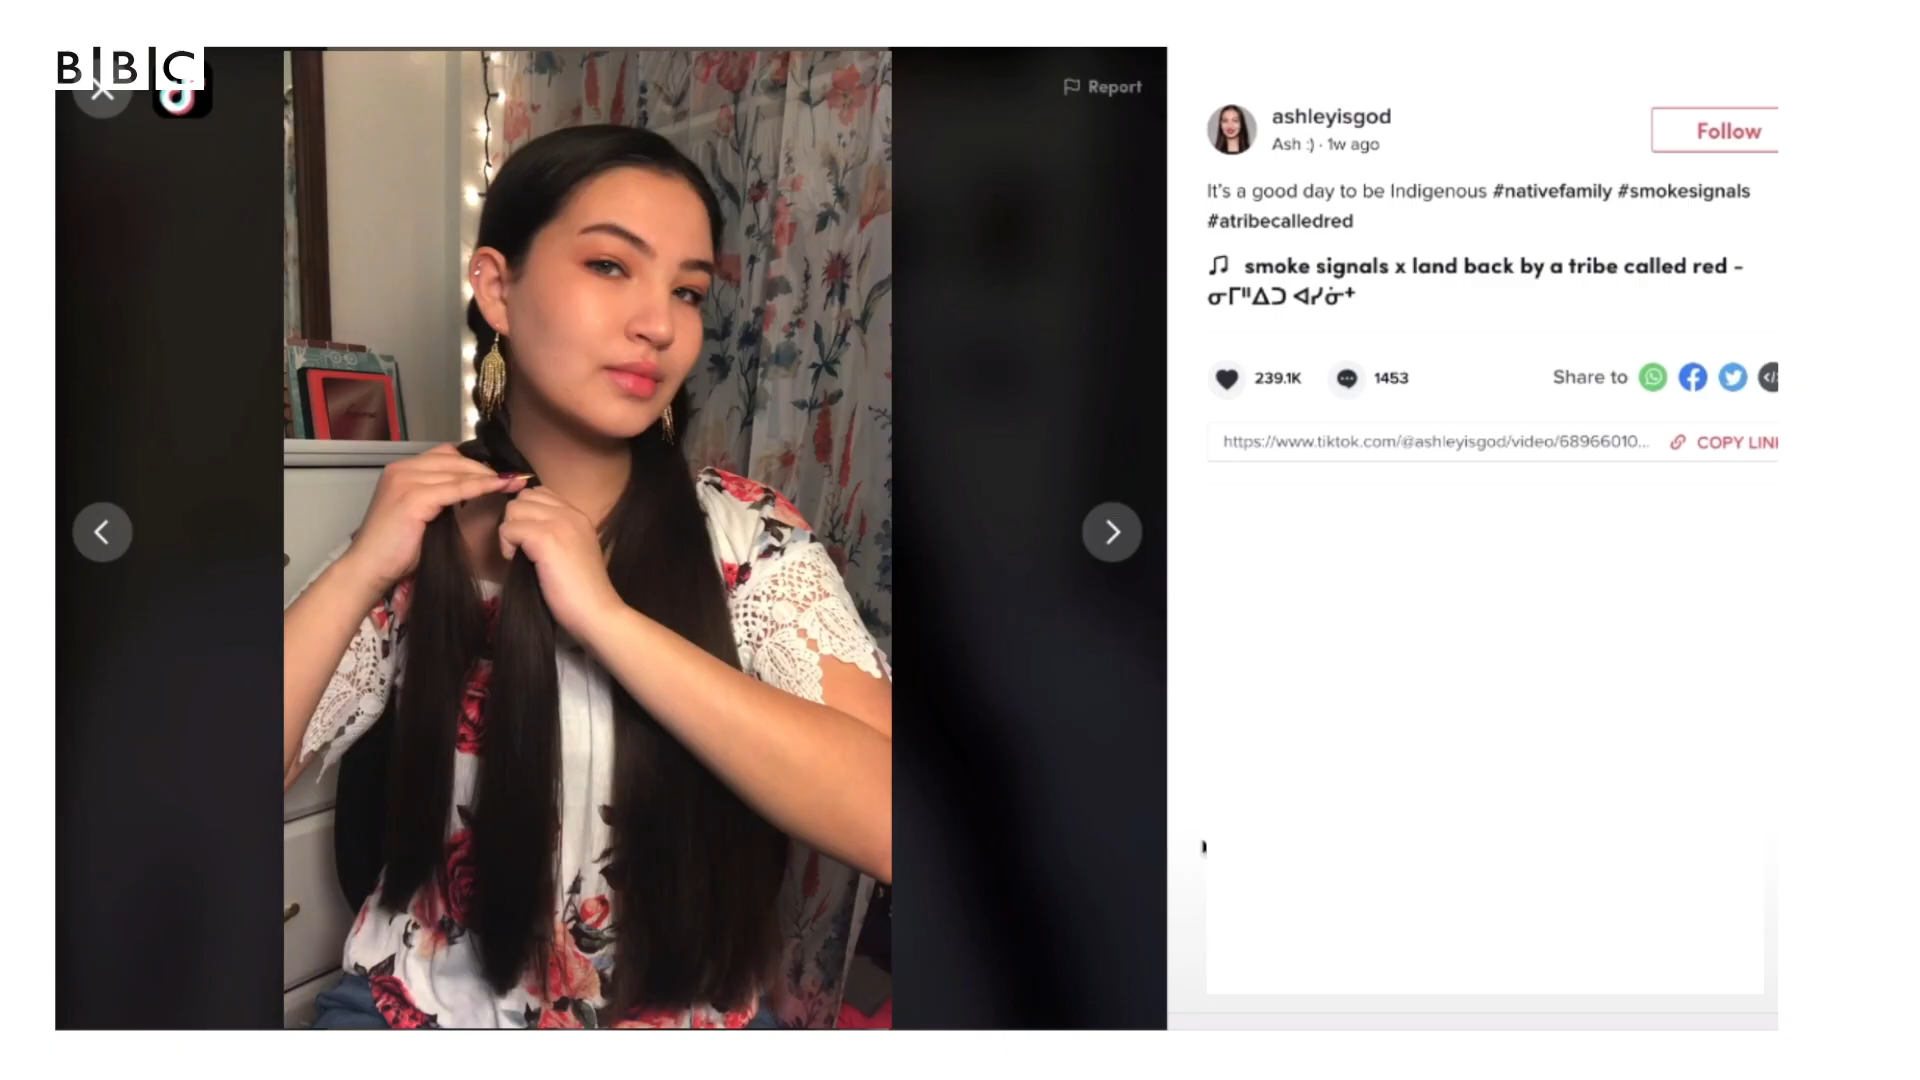 BBC
Report
ashleyisgod
Ash :) · 1w ago
Follow
It's a good day to be Indigenous #nativefamily #smokesignals
#atribecalledred
smoke signals x land back by a tribe called red -
ᓂᒥᐦᐃᑐ ᐊᓯᓃᐩ
239.1K
1453
Share to
https://www.tiktok.com/@ashleyisgod/video/68966010...
COPY LIN